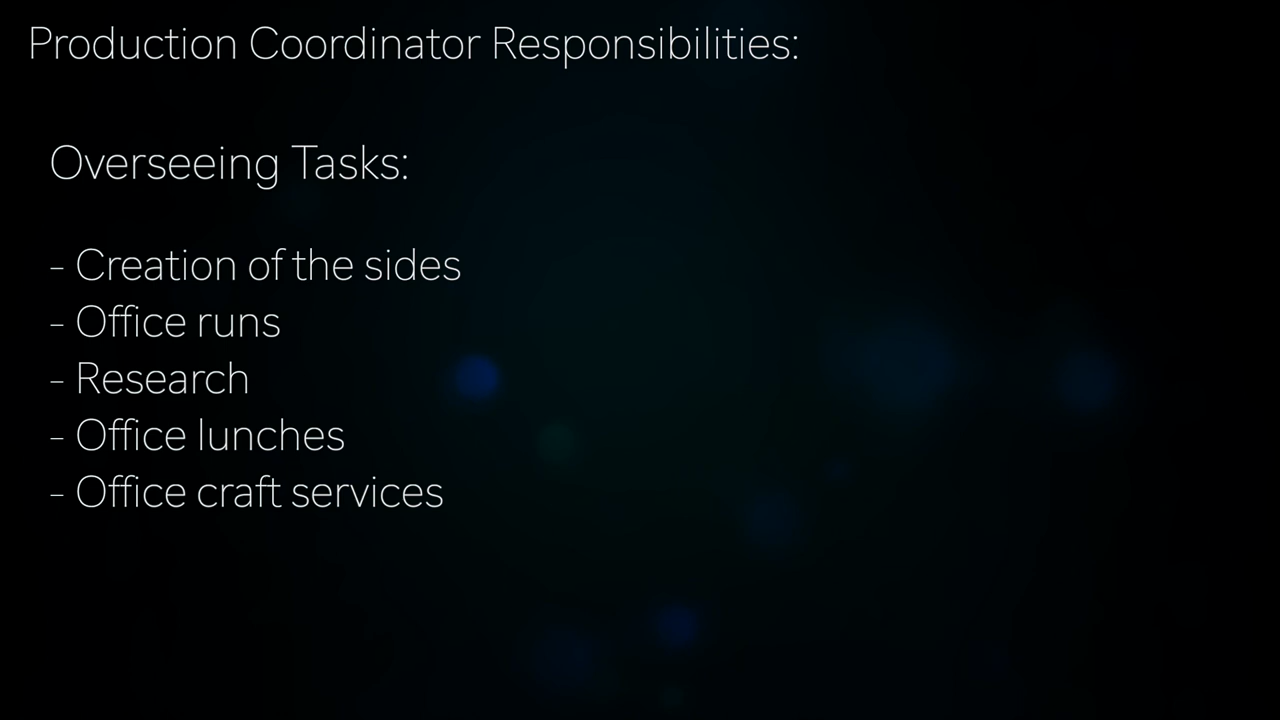 Production Coordinator Responsibilities:
Overseeing Tasks:
- Creation of the sides
- Office runs
- Research
- Office lunches
- Office craft services